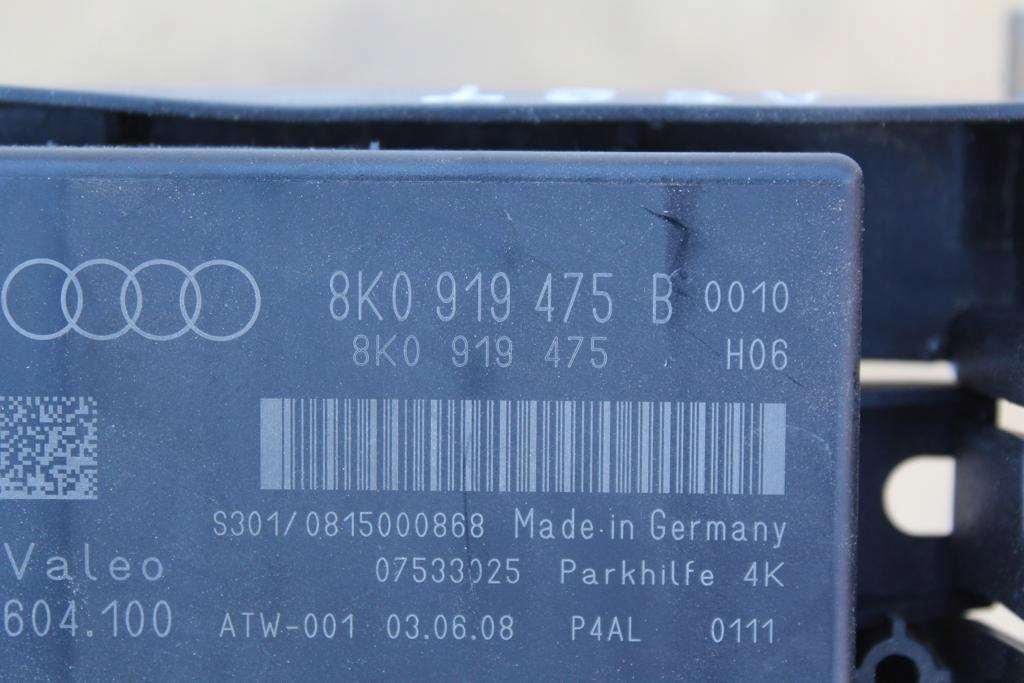 8K0 919 475 B 0010
8K0 919 475 H06
S301/0815000868 Made in Germany
Valeo 07533025 Parkhilfe 4K
604.100 ATW-001 03.06.08 P4AL 0111